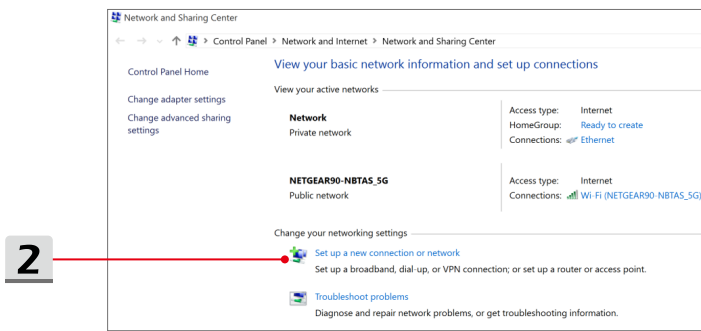 Network and Sharing Center
Control Panel > Network and Internet > Network and Sharing Center
Control Panel Home
Change adapter settings
Change advanced sharing
settings
View your basic network information and set up connections
View your active networks
Network
Private network
Access type: Internet
HomeGroup: Ready to create
Connections: Ethernet
NETGEAR90-NBTAS_5G
Public network
Access type: Internet
Connections: Wi-Fi (NETGEAR90-NBTAS_5G)
Change your networking settings
2
Set up a new connection or network
Set up a broadband, dial-up, or VPN connection; or set up a router or access point.
Troubleshoot problems
Diagnose and repair network problems, or get troubleshooting information.